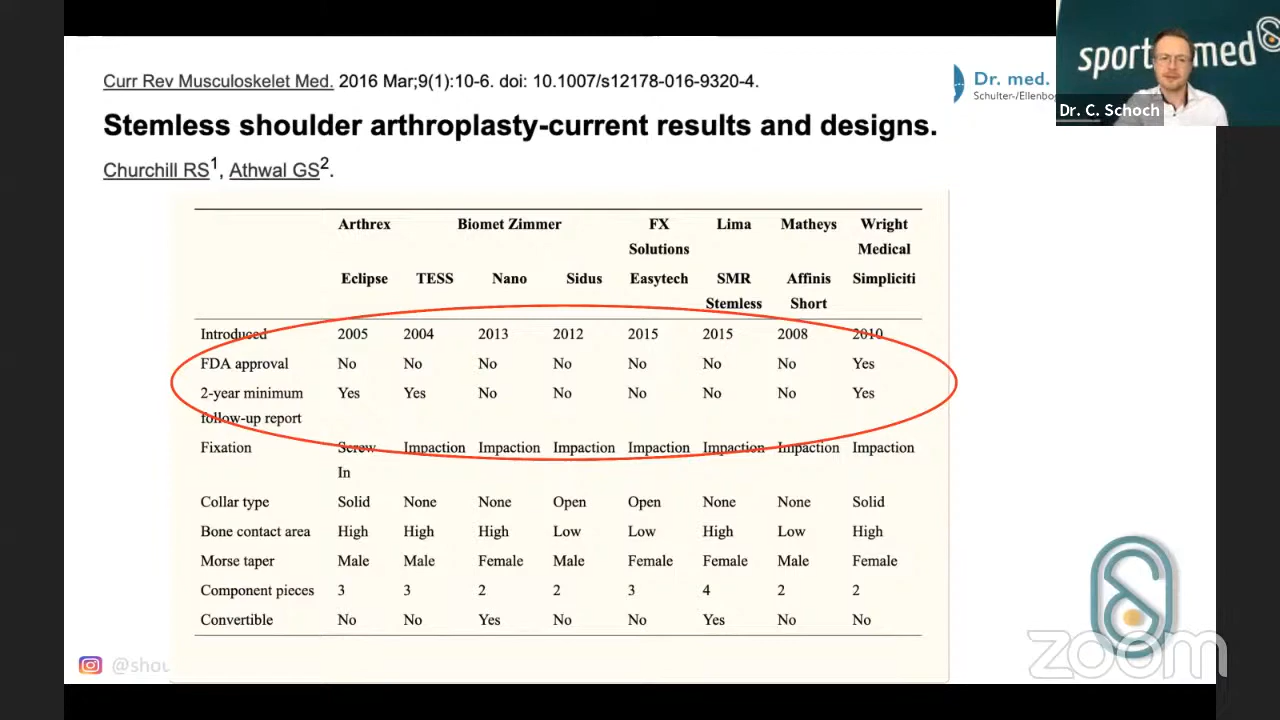 Curr Rev Musculoskelet Med. 2016 Mar;9(1):10-6. doi: 10.1007/s12178-016-9320-4.
Stemless shoulder arthroplasty-current results and designs.
Churchill RS1, Athwal GS2.
Dr. med.
Schulter-/Ellenbo
sport med
Dr. C. Schoch
Arthrex Biomet Zimmer FX Lima Matheys Wright
Solutions Medical
Eclipse TESS Nano Sidus Easytech SMR Affinis Simpliciti
Stemless Short
Introduced 2005 2004 2013 2012 2015 2015 2008 2010
FDA approval No No No No No No No Yes
2-year minimum Yes Yes No No No No No Yes
follow-up report
Fixation Screw Impaction Impaction Impaction Impaction Impaction Impaction Impaction
In
Collar type Solid None None Open Open None None Solid
Bone contact area High High High Low Low High Low High
Morse taper Male Male Female Male Female Female Male Female
Component pieces 3 3 2 2 3 4 2 2
Convertible No No Yes No No Yes No No
@shou
zoom